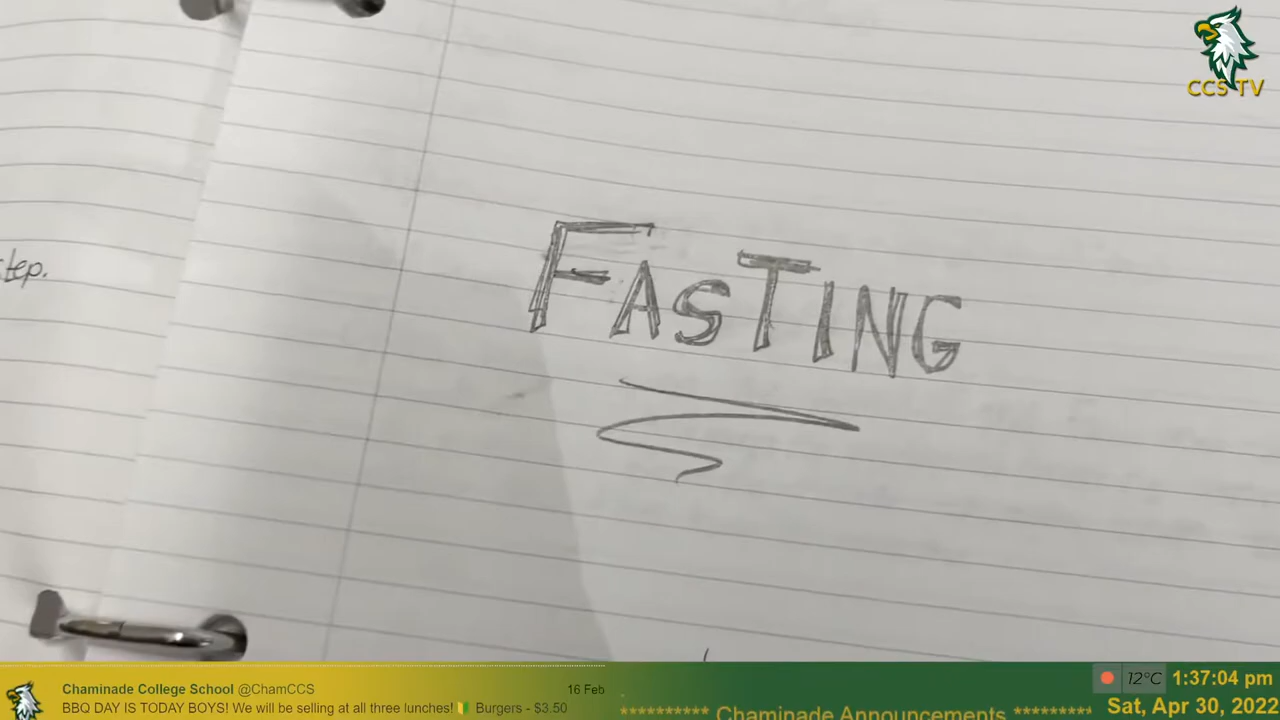 CCS TV
tep.
FASTING
Chaminade College School @ChamCCS 16 Feb
BBQ DAY IS TODAY BOYS! We will be selling at all three lunches! Burgers - $3.50
********** Chaminade Announcements **********
12°C 1:37:04 pm
Sat, Apr 30, 2022